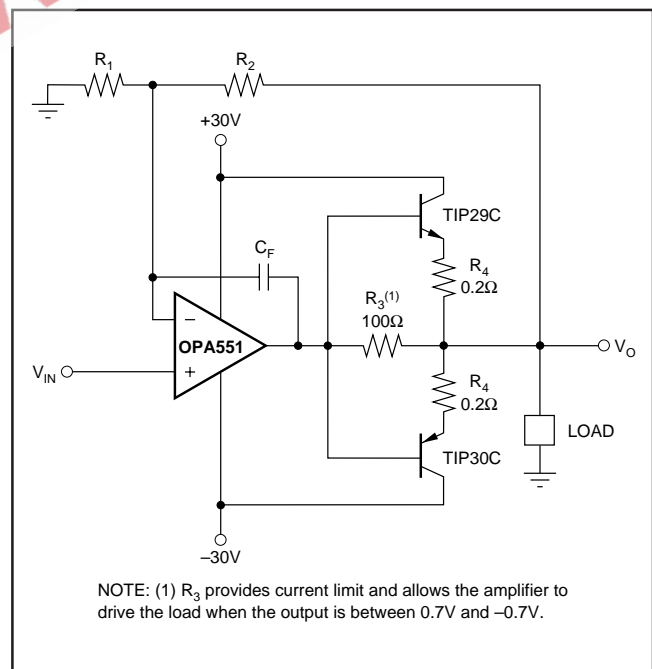 R1
R2
+30V
TIP29C
CF
R4
0.2Ω
R3(1)
100Ω
OPA551
–
+
VIN
VO
R4
0.2Ω
LOAD
TIP30C
–30V
NOTE: (1) R3 provides current limit and allows the amplifier to
drive the load when the output is between 0.7V and –0.7V.